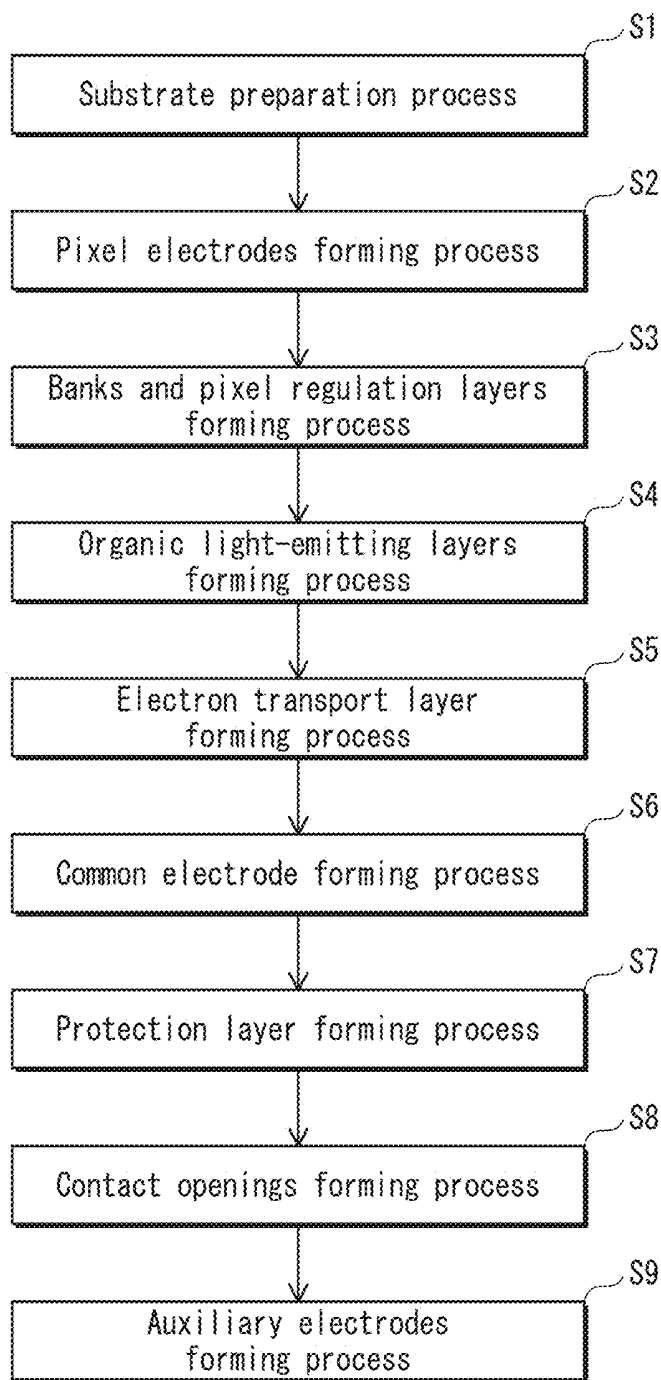 S1
Substrate preparation process
S2
Pixel electrodes forming process
S3
Banks and pixel regulation layers
forming process
S4
Organic light-emitting layers
forming process
S5
Electron transport layer
forming process
S6
Common electrode forming process
S7
Protection layer forming process
S8
Contact openings forming process
S9
Auxiliary electrodes
forming process